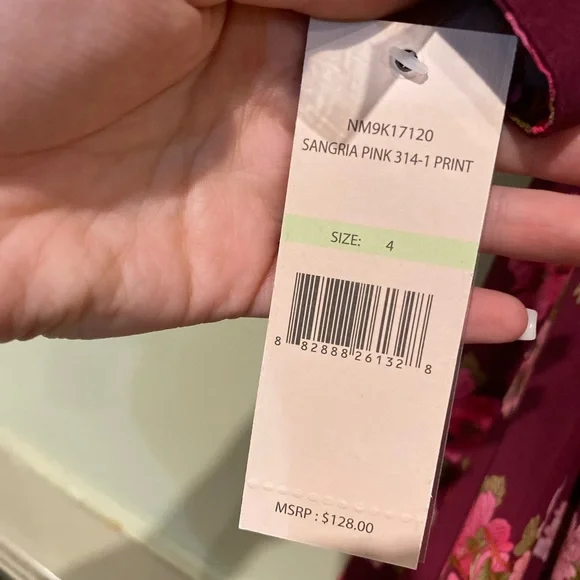 NM9K17120
SANGRIA PINK 314-1 PRINT
SIZE: 4
8 82888 26132 8
MSRP : $128.00